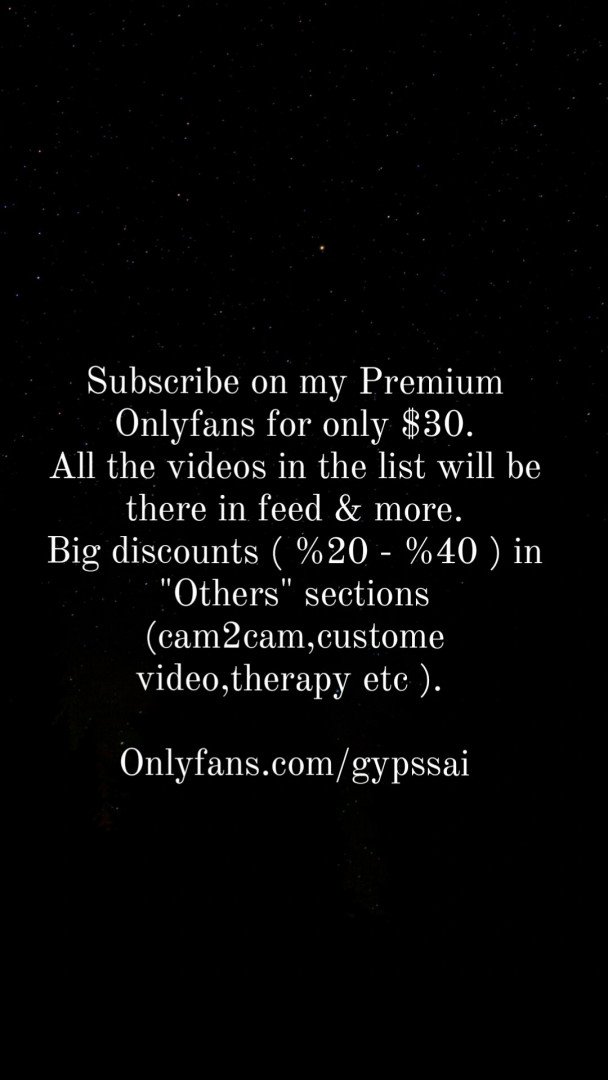 Subscribe on my Premium
Onlyfans for only $30.
All the videos in the list will be
there in feed & more.
Big discounts ( %20 - %40 ) in
"Others" sections
(cam2cam,custome
video,therapy etc ).
Onlyfans.com/gypssai